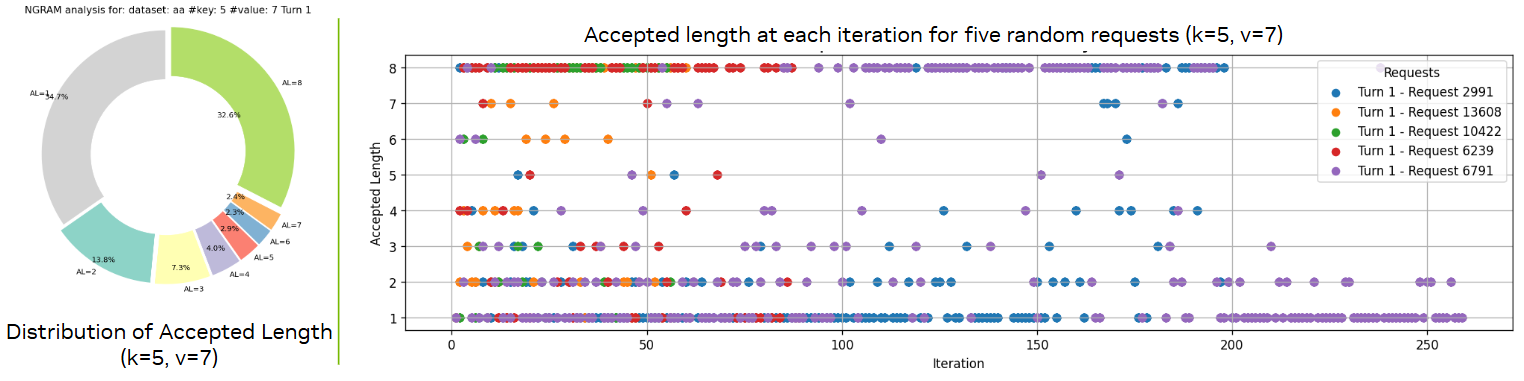 NGRAM analysis for: dataset: aa #key: 5 #value: 7 Turn 1
AL=8
32.6%
AL=1
34.7%
13.8%
AL=2
7.3%
AL=3
4.0%
AL=4
2.9%
AL=5
2.3%
AL=6
2.4%
AL=7
Distribution of Accepted Length
(k=5, v=7)
Accepted length at each iteration for five random requests (k=5, v=7)
Accepted Length
8
7
6
5
4
3
2
1
0
50
100
150
200
250
Iteration
Requests
Turn 1 - Request 2991
Turn 1 - Request 13608
Turn 1 - Request 10422
Turn 1 - Request 6239
Turn 1 - Request 6791